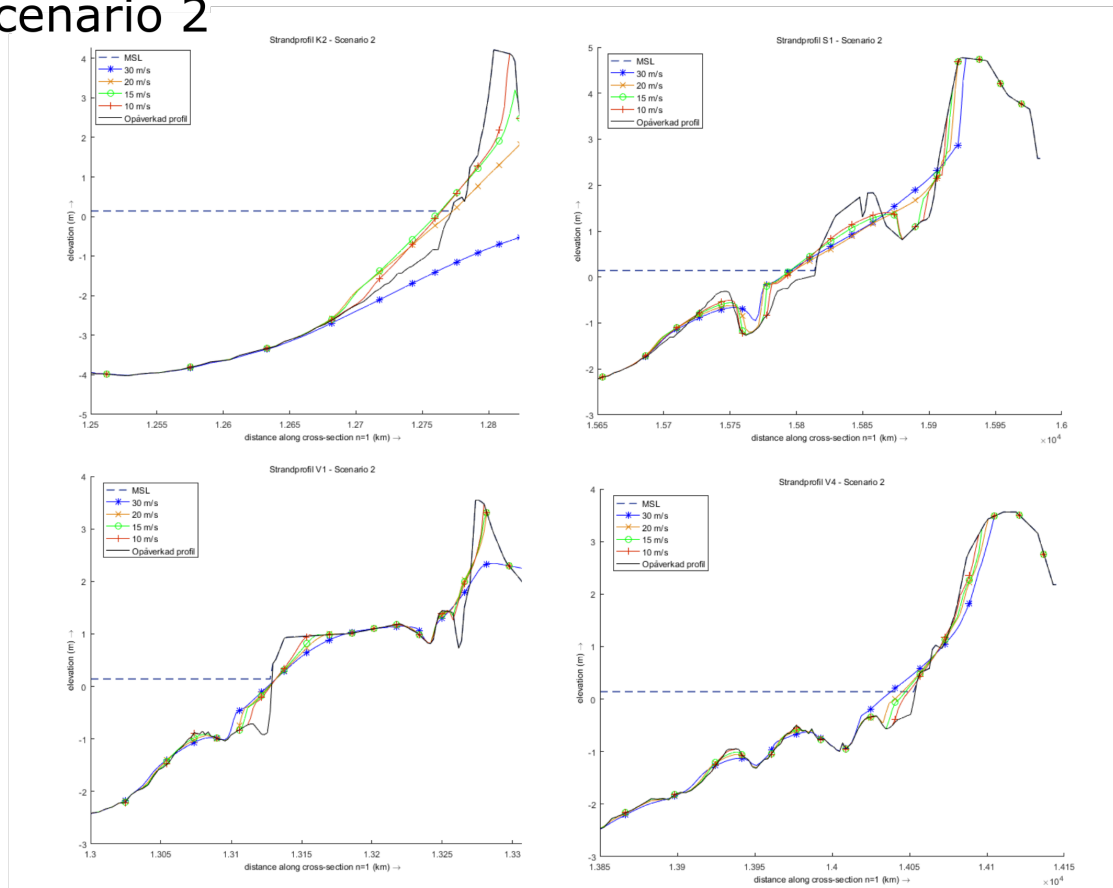 cenario 2
Strandprofil K2 - Scenario 2
MSL
30 m/s
20 m/s
15 m/s
10 m/s
Opåverkad profil
elevation (m) →
4
3
2
1
0
-1
-2
-3
-4
-5
1.25
1.255
1.26
1.265
1.27
1.275
1.28
distance along cross-section n=1 (km) →
Strandprofil S1 - Scenario 2
MSL
30 m/s
20 m/s
15 m/s
10 m/s
Opåverkad profil
elevation (m) →
5
4
3
2
1
0
-1
-2
-3
1.565
1.57
1.575
1.58
1.585
1.59
1.595
1.6
×10⁴
distance along cross-section n=1 (km) →
Strandprofil V1 - Scenario 2
MSL
30 m/s
20 m/s
15 m/s
10 m/s
Opåverkad profil
elevation (m) →
4
3
2
1
0
-1
-2
-3
1.3
1.305
1.31
1.315
1.32
1.325
1.33
distance along cross-section n=1 (km) →
Strandprofil V4 - Scenario 2
MSL
30 m/s
20 m/s
15 m/s
10 m/s
Opåverkad profil
elevation (m) →
4
3
2
1
0
-1
-2
-3
1.385
1.39
1.395
1.4
1.405
1.41
1.415
×10⁴
distance along cross-section n=1 (km) →